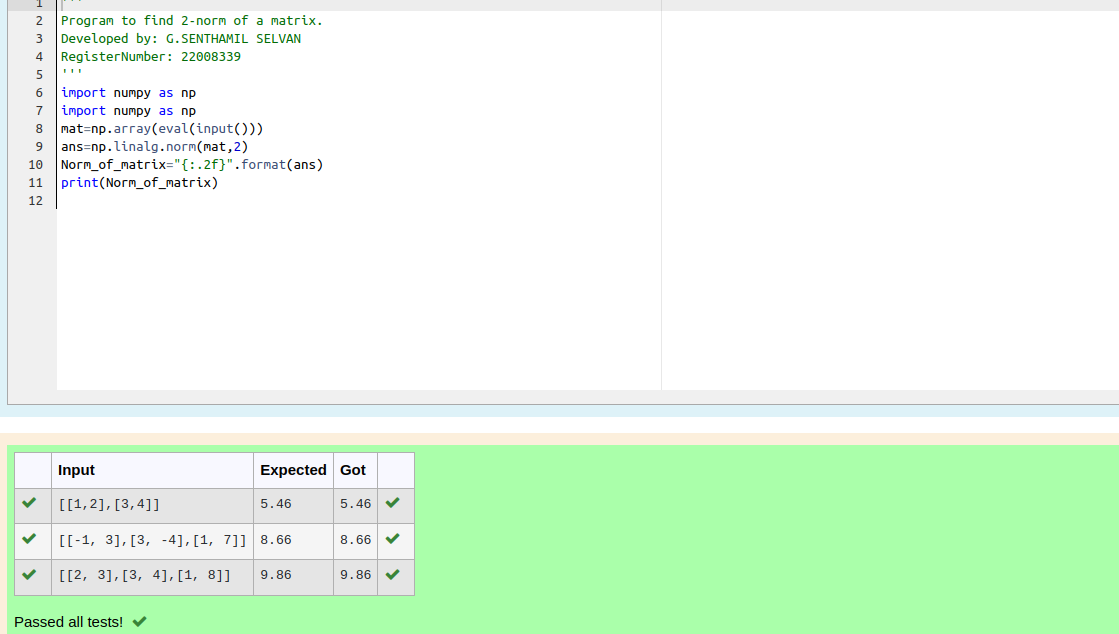 1 '''
2 Program to find 2-norm of a matrix.
3 Developed by: G.SENTHAMIL SELVAN
4 RegisterNumber: 22008339
5 '''
6 import numpy as np
7 import numpy as np
8 mat=np.array(eval(input()))
9 ans=np.linalg.norm(mat,2)
10 Norm_of_matrix="{:.2f}".format(ans)
11 print(Norm_of_matrix)
12
Input Expected Got
[[1,2],[3,4]] 5.46 5.46
[[-1, 3],[3, -4],[1, 7]] 8.66 8.66
[[2, 3],[3, 4],[1, 8]] 9.86 9.86
Passed all tests!